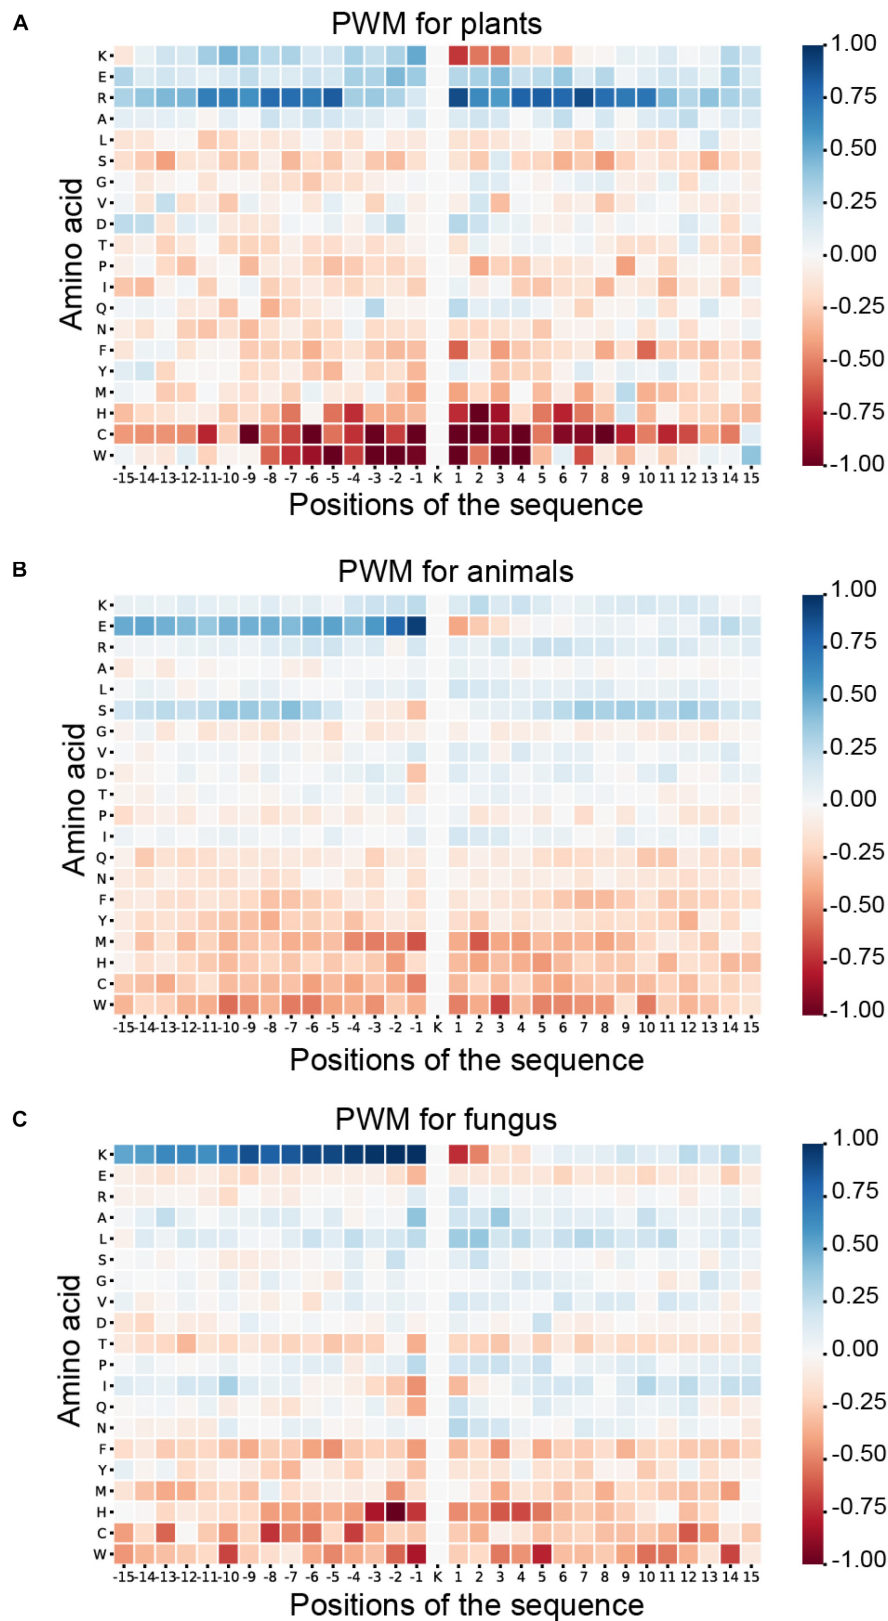 A
PWM for plants
Amino acid
K
E
R
A
L
S
G
V
D
T
P
I
Q
N
F
Y
M
H
C
W
-15 -14 -13 -12 -11 -10 -9 -8 -7 -6 -5 -4 -3 -2 -1 K 1 2 3 4 5 6 7 8 9 10 11 12 13 14 15
Positions of the sequence
1.00
0.75
0.50
0.25
0.00
-0.25
-0.50
-0.75
-1.00
B
PWM for animals
Amino acid
K
E
R
A
L
S
G
V
D
T
P
I
Q
N
F
Y
M
H
C
W
-15 -14 -13 -12 -11 -10 -9 -8 -7 -6 -5 -4 -3 -2 -1 K 1 2 3 4 5 6 7 8 9 10 11 12 13 14 15
Positions of the sequence
1.00
0.75
0.50
0.25
0.00
-0.25
-0.50
-0.75
-1.00
C
PWM for fungus
Amino acid
K
E
R
A
L
S
G
V
D
T
P
I
Q
N
F
Y
M
H
C
W
-15 -14 -13 -12 -11 -10 -9 -8 -7 -6 -5 -4 -3 -2 -1 K 1 2 3 4 5 6 7 8 9 10 11 12 13 14 15
Positions of the sequence
1.00
0.75
0.50
0.25
0.00
-0.25
-0.50
-0.75
-1.00